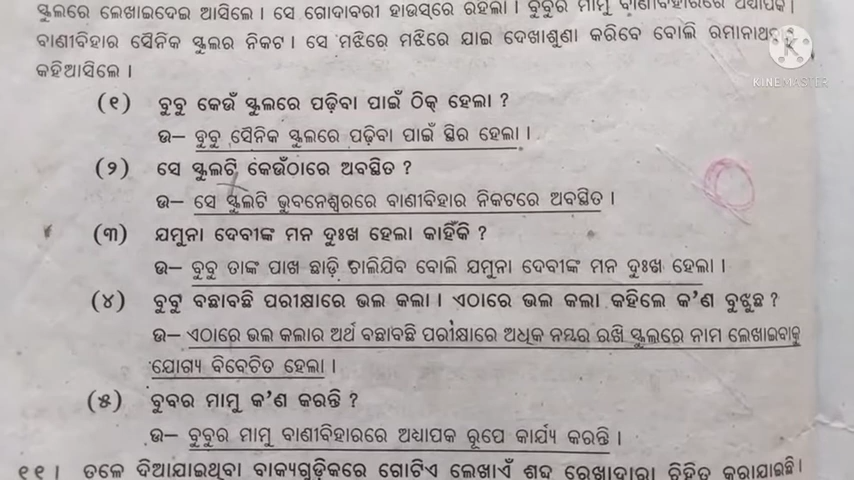 ସ୍କୁଲରେ ଲେଖାଇଦେଇ ଆସିଲେ । ସେ ଗୋଦାବରୀ ହାଉସ୍‌ରେ ରହିଲା । ବୁବୁର ମାମୁ ବାଣୀବିହାରରେ ଅଧ୍ୟାପକ ।
ବାଣୀବିହାର ସୈନିକ ସ୍କୁଲର ନିକଟ । ସେ ମଝିରେ ମଝିରେ ଯାଇ ଦେଖାଶୁଣା କରିବେ ବୋଲି ରମାନାଥଙ୍କୁ
କହିଆସିଲେ ।
KINEMASTER
(୧) ବୁବୁ କେଉଁ ସ୍କୁଲରେ ପଢ଼ିବା ପାଇଁ ଠିକ୍ ହେଲା ?
ଉ– ବୁବୁ ସୈନିକ ସ୍କୁଲରେ ପଢ଼ିବା ପାଇଁ ସ୍ଥିର ହେଲା ।
(୨) ସେ ସ୍କୁଲଟି କେଉଁଠାରେ ଅବସ୍ଥିତ ?
ଉ– ସେ ସ୍କୁଲଟି ଭୁବନେଶ୍ୱରରେ ବାଣୀବିହାର ନିକଟରେ ଅବସ୍ଥିତ ।
(୩) ଯମୁନା ଦେବୀଙ୍କ ମନ ଦୁଃଖ ହେଲା କାହିଁକି ?
ଉ– ବୁବୁ ତାଙ୍କ ପାଖ ଛାଡ଼ି ଚାଲିଯିବ ବୋଲି ଯମୁନା ଦେବୀଙ୍କ ମନ ଦୁଃଖ ହେଲା ।
(୪) ବୁବୁ ବଛାବଛି ପରୀକ୍ଷାରେ ଭଲ କଲା । ଏଠାରେ ଭଲ କଲା କହିଲେ କ'ଣ ବୁଝୁଛ ?
ଉ– ଏଠାରେ ଭଲ କଲାର ଅର୍ଥ ବଛାବଛି ପରୀକ୍ଷାରେ ଅଧିକ ନମ୍ବର ରଖି ସ୍କୁଲରେ ନାମ ଲେଖାଇବାକୁ
ଯୋଗ୍ୟ ବିବେଚିତ ହେଲା ।
(୫) ବୁବୁର ମାମୁ କ'ଣ କରନ୍ତି ?
ଉ– ବୁବୁର ମାମୁ ବାଣୀବିହାରରେ ଅଧ୍ୟାପକ ରୂପେ କାର୍ଯ୍ୟ କରନ୍ତି ।
୧୧। ତଳେ ଦିଆଯାଇଥିବା ବାକ୍ୟଗୁଡ଼ିକରେ ଗୋଟିଏ ଲେଖାଏଁ ଶବ୍ଦ ରେଖାଦ୍ୱାରା ଚିହ୍ନିତ କରାଯାଇଛି ।